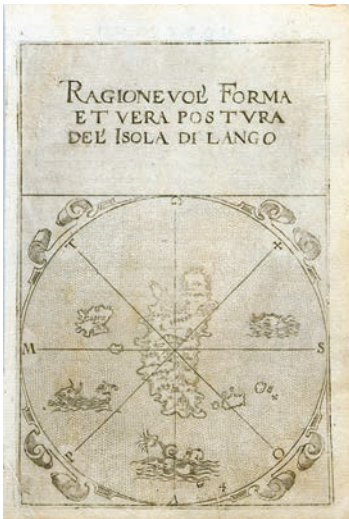 RAGIONEVOL FORMA
ET VERA POSTVRA
DEL ISOLA DI LANGO
G
T
X
M
S
P
O
A